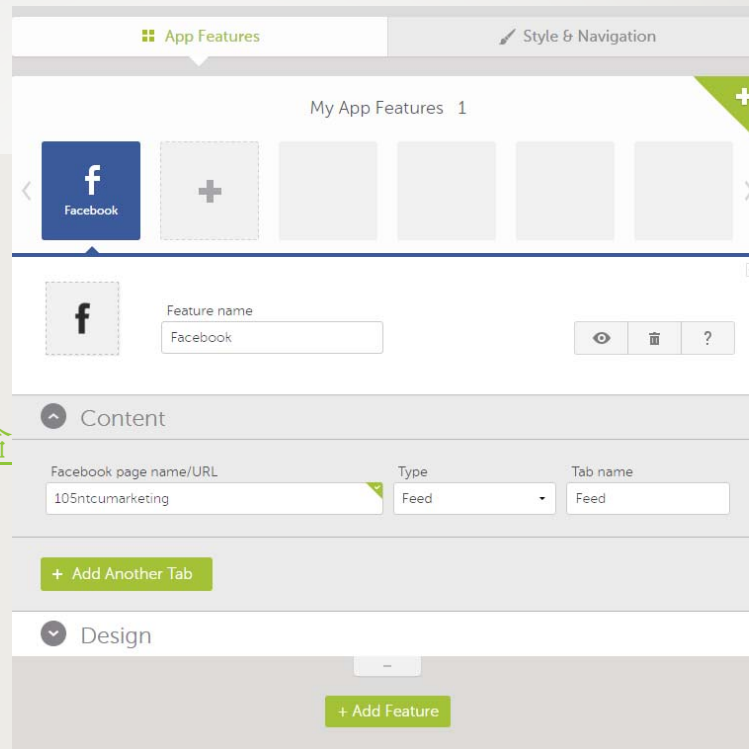 App Features
Style & Navigation
My App Features 1
Facebook
Feature name
Facebook
?
Content
Facebook page name/URL
Type
Tab name
105ntcumarketing
Feed
Feed
+ Add Another Tab
Design
+ Add Feature